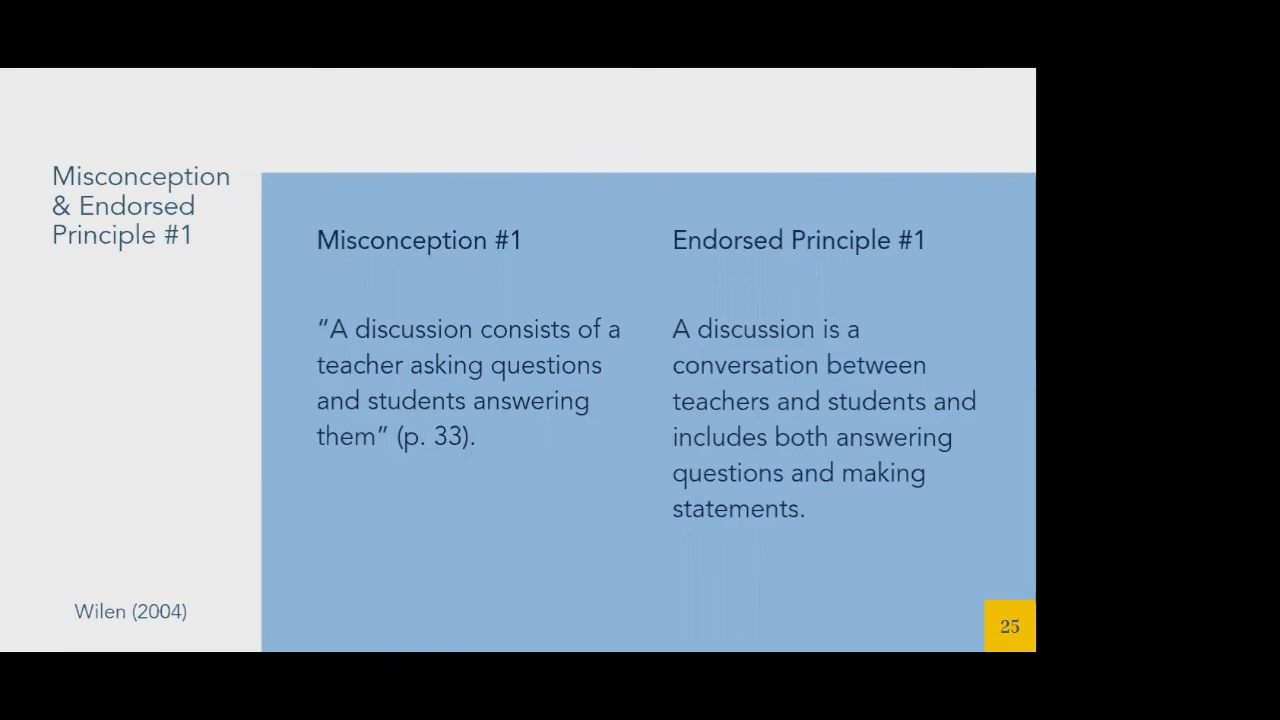 Misconception
& Endorsed
Principle #1
Misconception #1
“A discussion consists of a
teacher asking questions
and students answering
them” (p. 33).
Endorsed Principle #1
A discussion is a
conversation between
teachers and students and
includes both answering
questions and making
statements.
Wilen (2004)
25